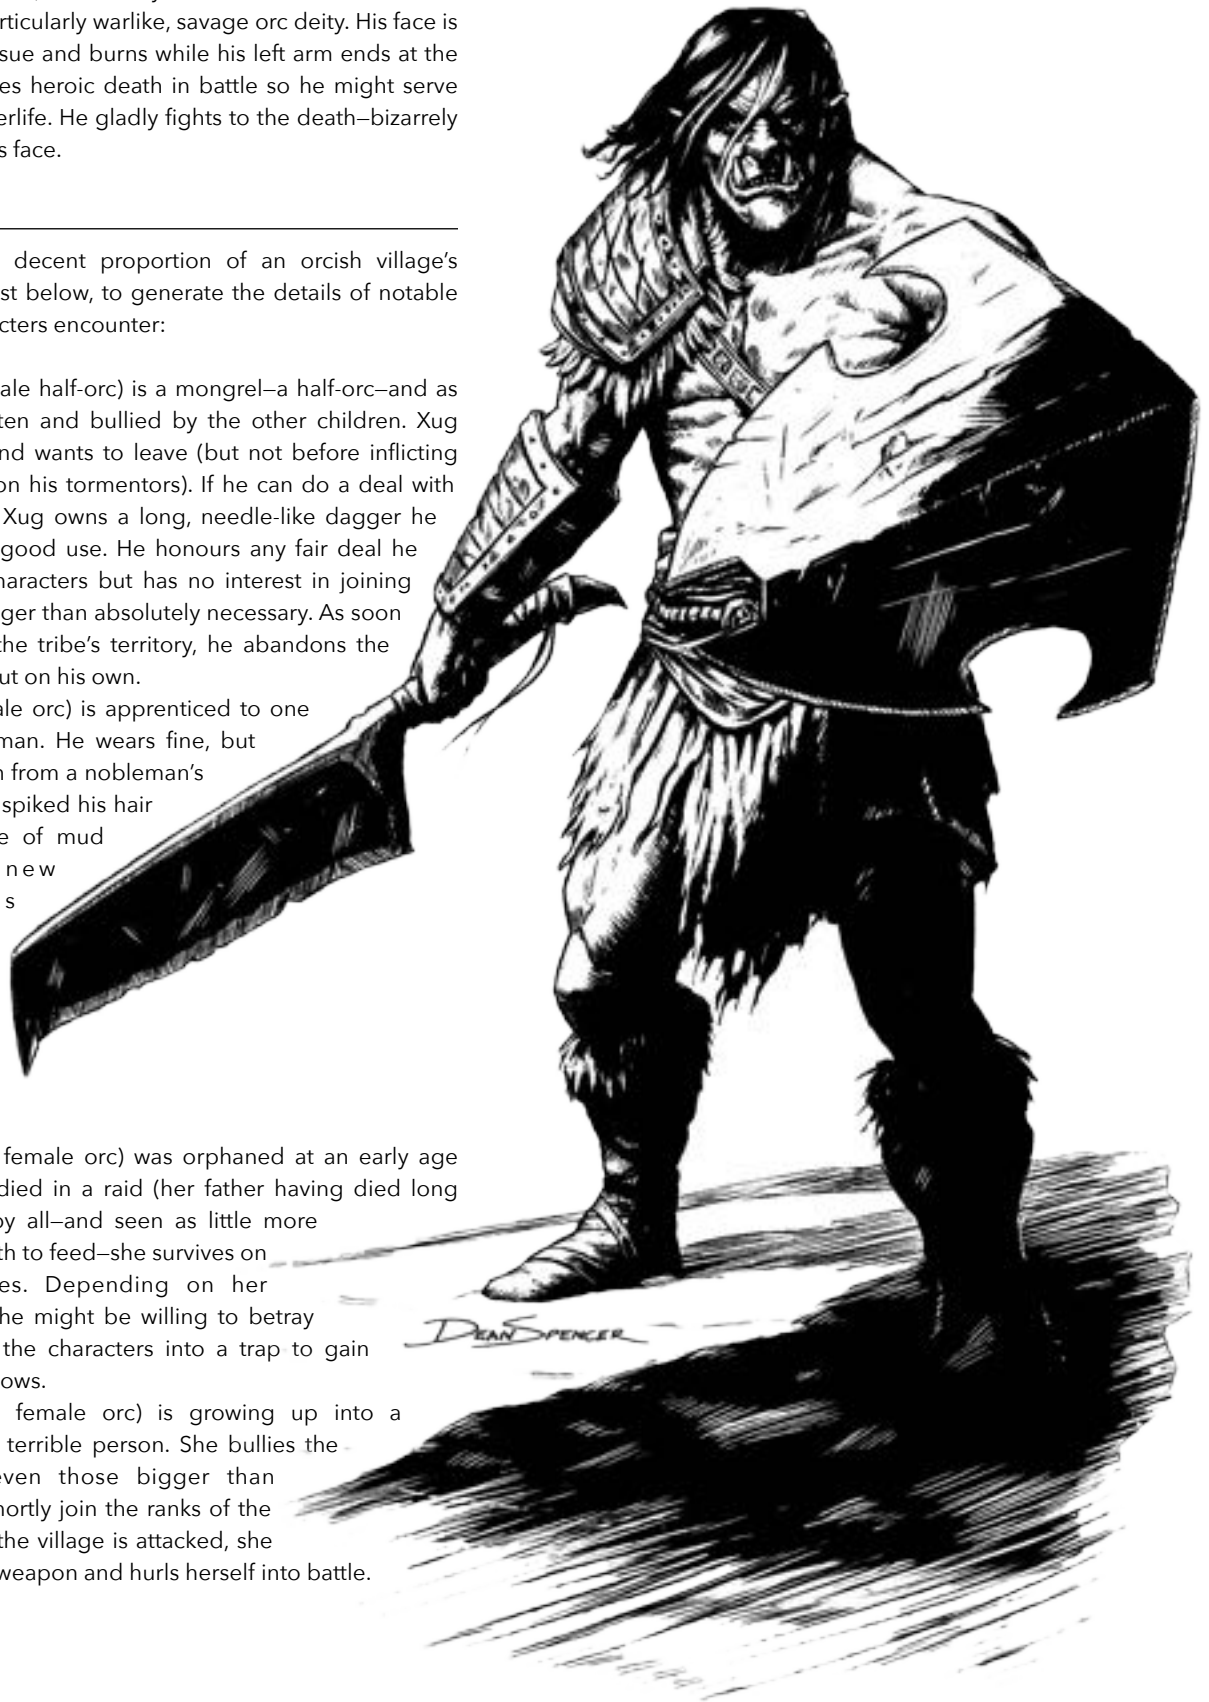 rticularly warlike, savage orc deity. His face is
sue and burns while his left arm ends at the
es heroic death in battle so he might serve
erlife. He gladly fights to the death—bizarrely
s face.
decent proportion of an orcish village's
st below, to generate the details of notable
cters encounter:
ale half-orc) is a mongrel—a half-orc—and as
ten and bullied by the other children. Xug
nd wants to leave (but not before inflicting
on his tormentors). If he can do a deal with
Xug owns a long, needle-like dagger he
good use. He honours any fair deal he
haracters but has no interest in joining
ger than absolutely necessary. As soon
the tribe's territory, he abandons the
ut on his own.
ale orc) is apprenticed to one
man. He wears fine, but
n from a nobleman's
spiked his hair
e of mud
new
s
female orc) was orphaned at an early age
died in a raid (her father having died long
by all—and seen as little more
th to feed—she survives on
es. Depending on her
he might be willing to betray
the characters into a trap to gain
ows.
female orc) is growing up into a
terrible person. She bullies the
even those bigger than
hortly join the ranks of the
the village is attacked, she
weapon and hurls herself into battle.
DEAN SPENCER